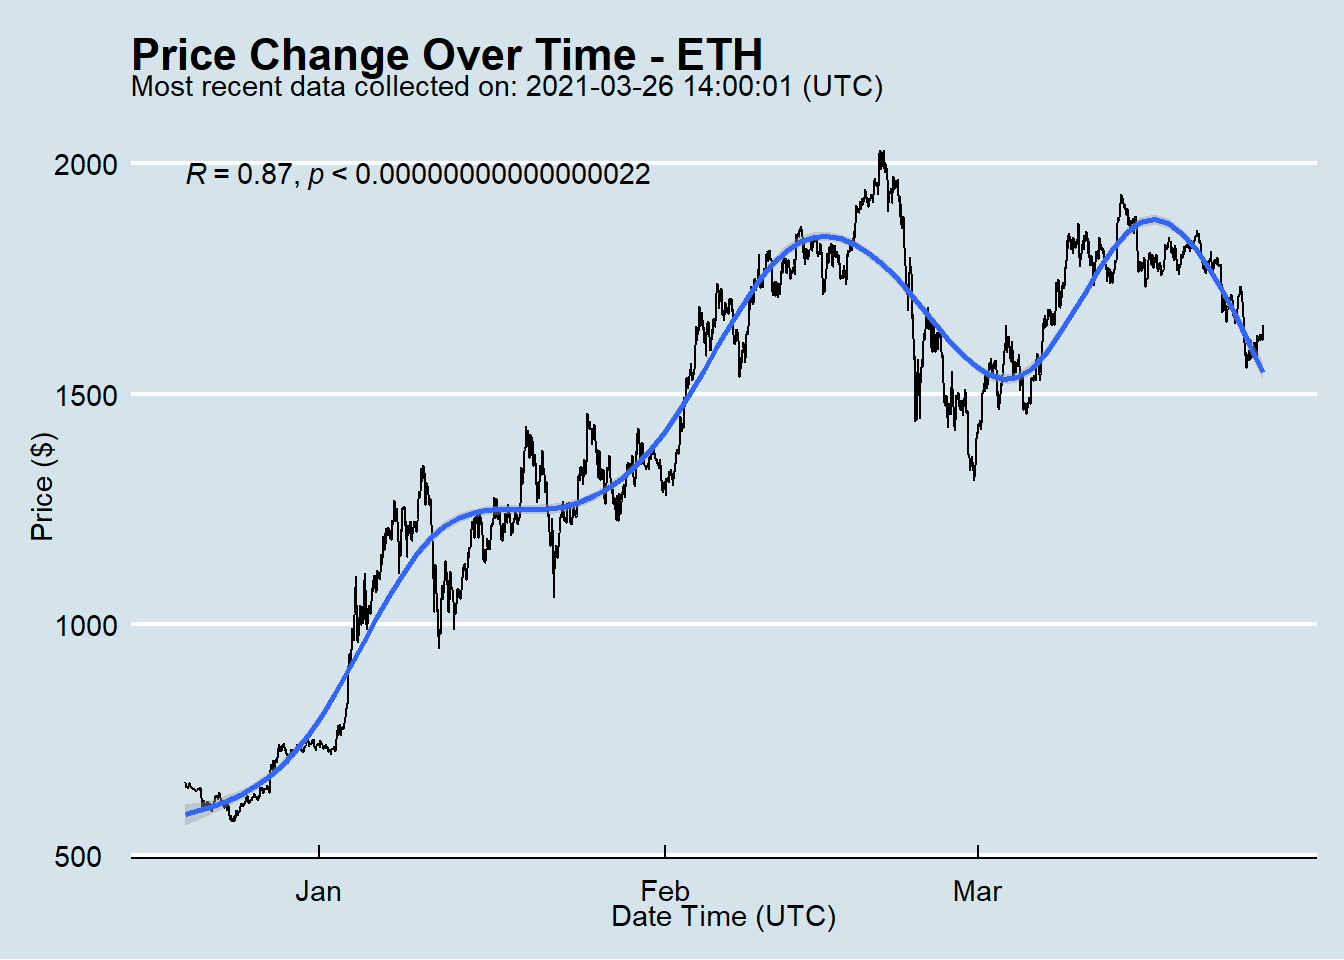 Price Change Over Time - ETH
Most recent data collected on: 2021-03-26 14:00:01 (UTC)
R = 0.87, p < 0.00000000000000022
2000
1500
1000
500
Price ($)
Jan Feb Mar
Date Time (UTC)